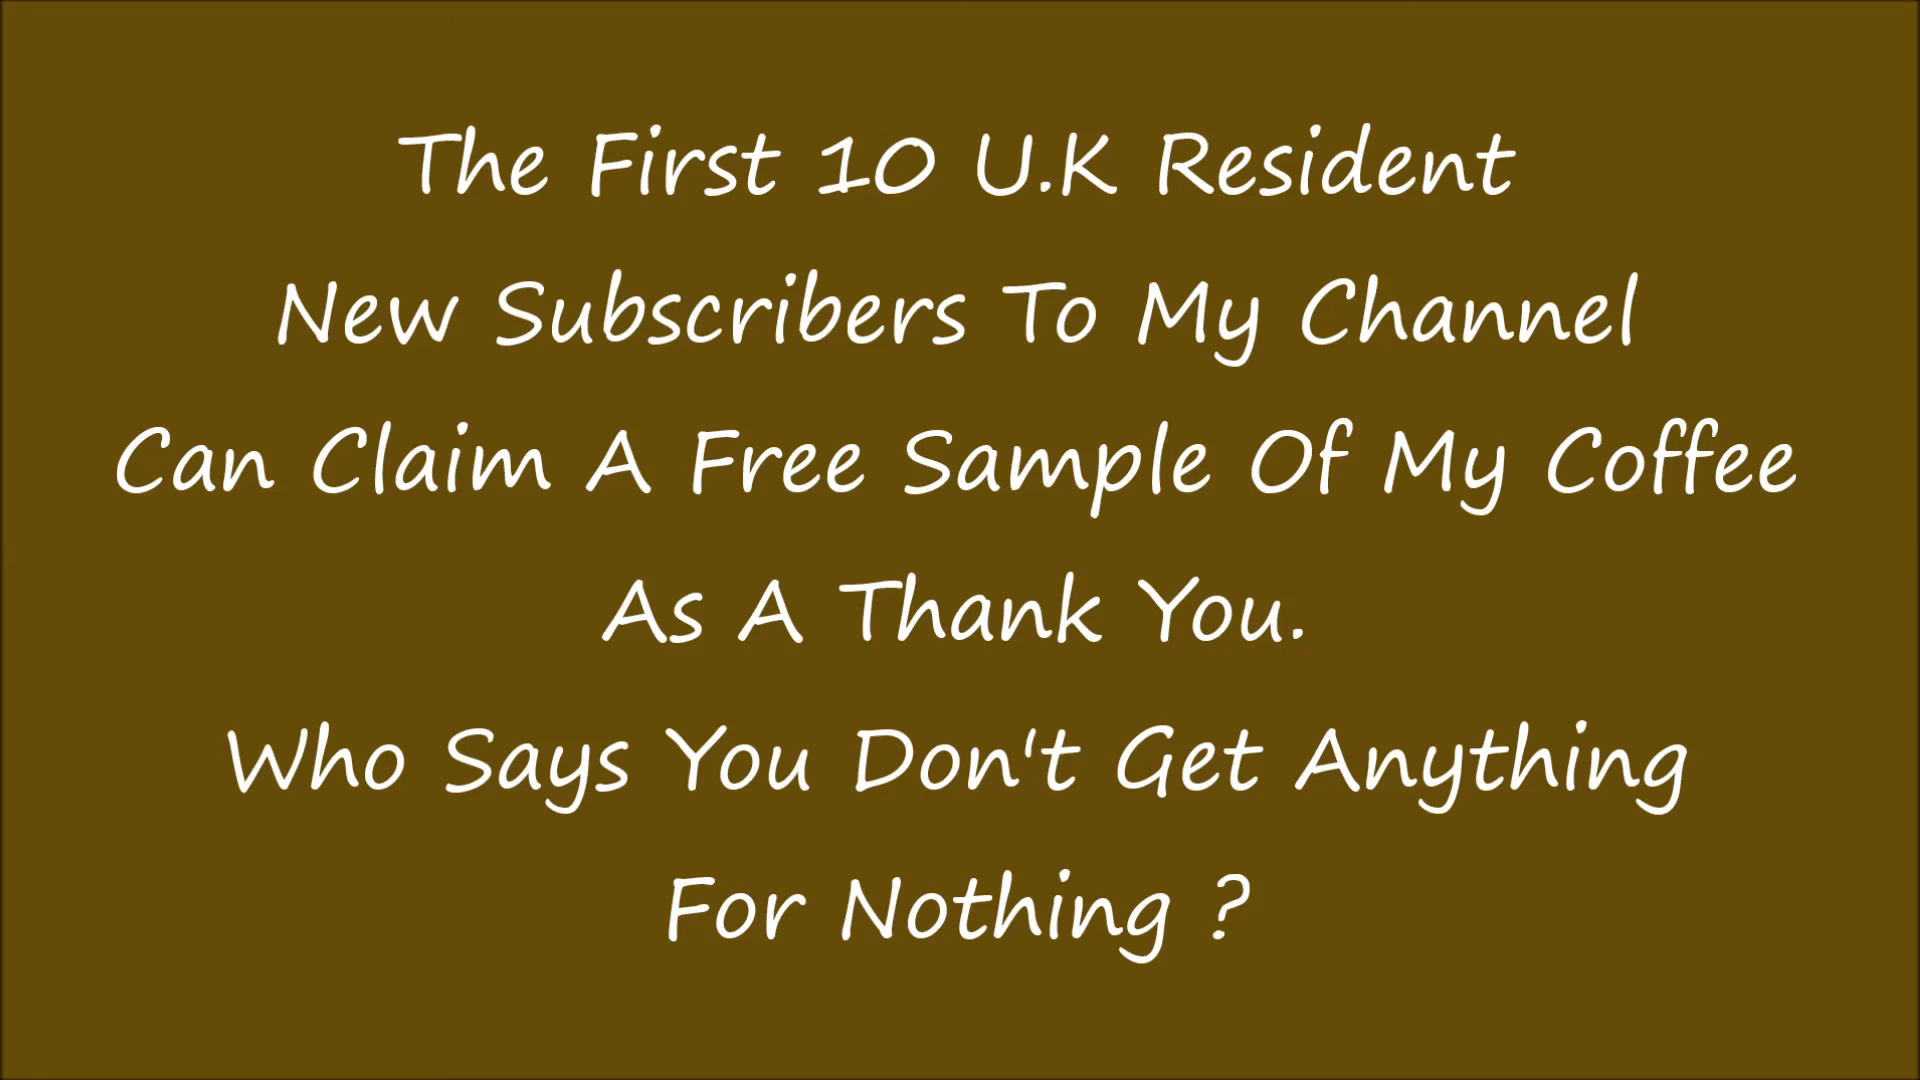 The First 10 U.K Resident
New Subscribers To My Channel
Can Claim A Free Sample Of My Coffee
As A Thank You.
Who Says You Don't Get Anything
For Nothing ?